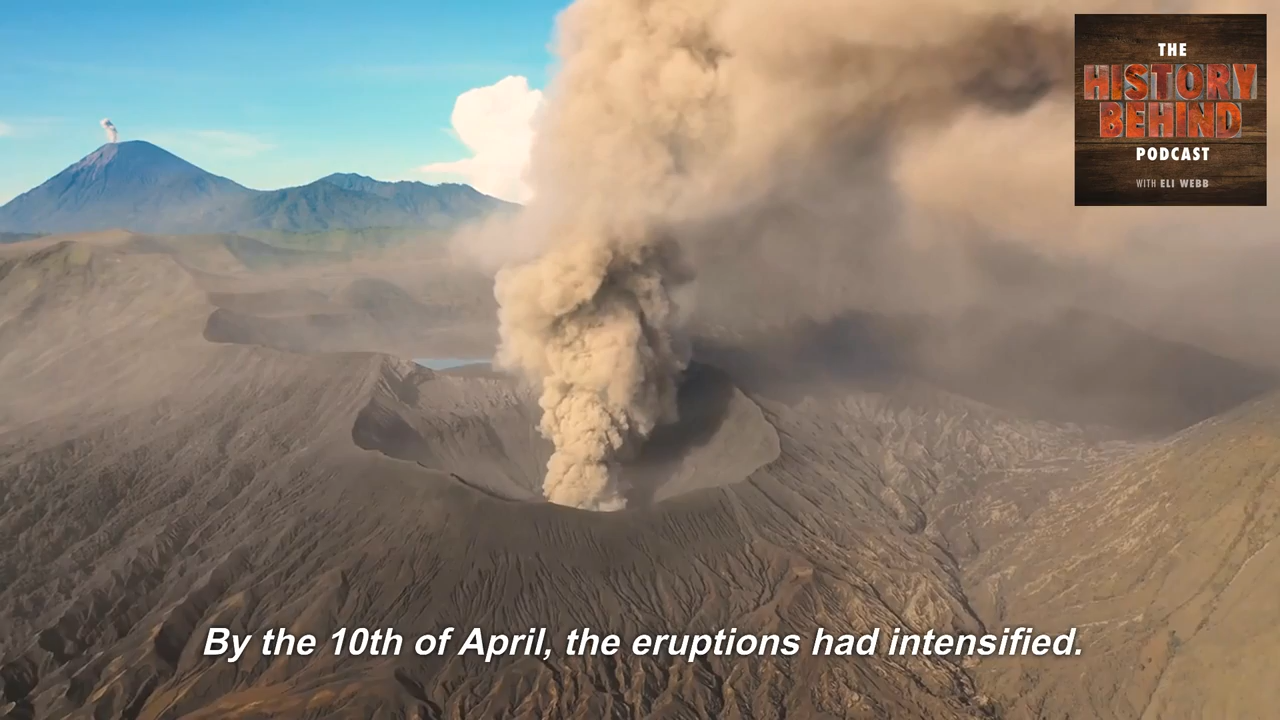 THE
HISTORY
BEHIND
PODCAST
WITH ELI WEBB
By the 10th of April, the eruptions had intensified.